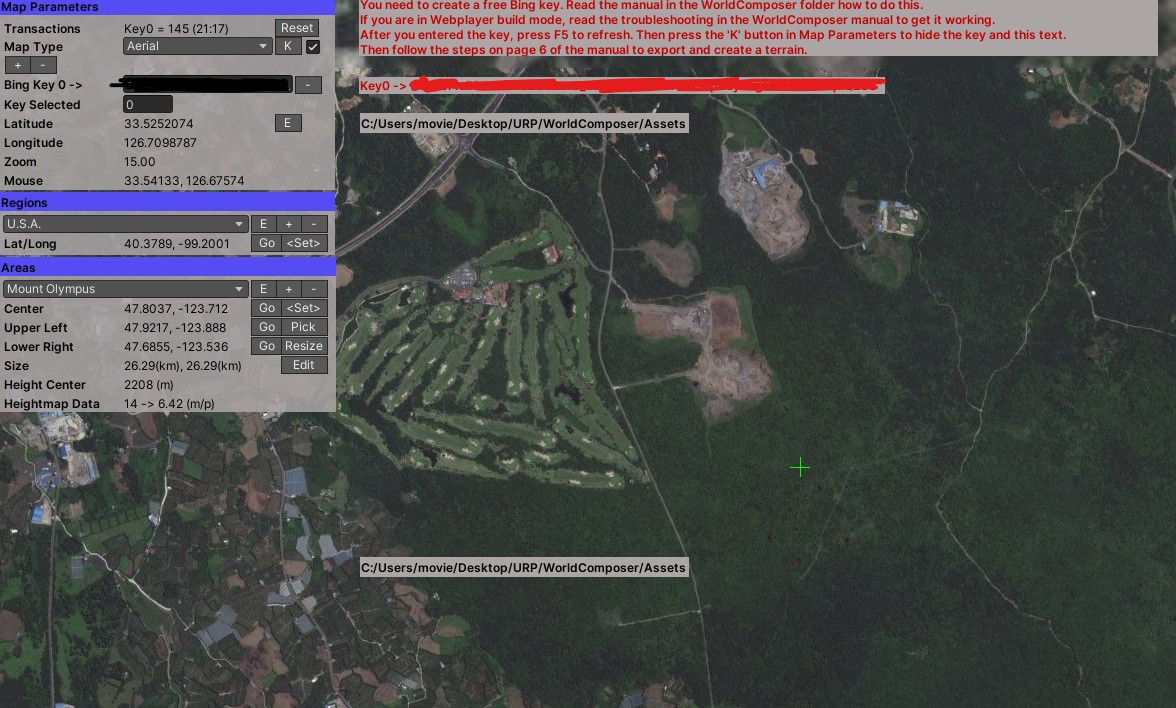 Map Parameters
Transactions Key0 = 145 (21:17) Reset
Map Type Aerial K
+ -
Bing Key 0 -> -
Key Selected 0
Latitude 33.5252074 E
Longitude 126.7098787
Zoom 15.00
Mouse 33.54133, 126.67574
Regions
U.S.A. E + -
Lat/Long 40.3789, -99.2001 Go <Set>
Areas
Mount Olympus E + -
Center 47.8037, -123.712 Go <Set>
Upper Left 47.9217, -123.888 Go Pick
Lower Right 47.6855, -123.536 Go Resize
Size 26.29(km), 26.29(km) Edit
Height Center 2208 (m)
Heightmap Data 14 -> 6.42 (m/p)
You need to create a free Bing key. Read the manual in the WorldComposer folder how to do this.
If you are in Webplayer build mode, read the troubleshooting in the WorldComposer manual to get it working.
After you entered the key, press F5 to refresh. Then press the 'K' button in Map Parameters to hide the key and this text.
Then follow the steps on page 6 of the manual to export and create a terrain.
Key0 ->
C:/Users/movie/Desktop/URP/WorldComposer/Assets
C:/Users/movie/Desktop/URP/WorldComposer/Assets